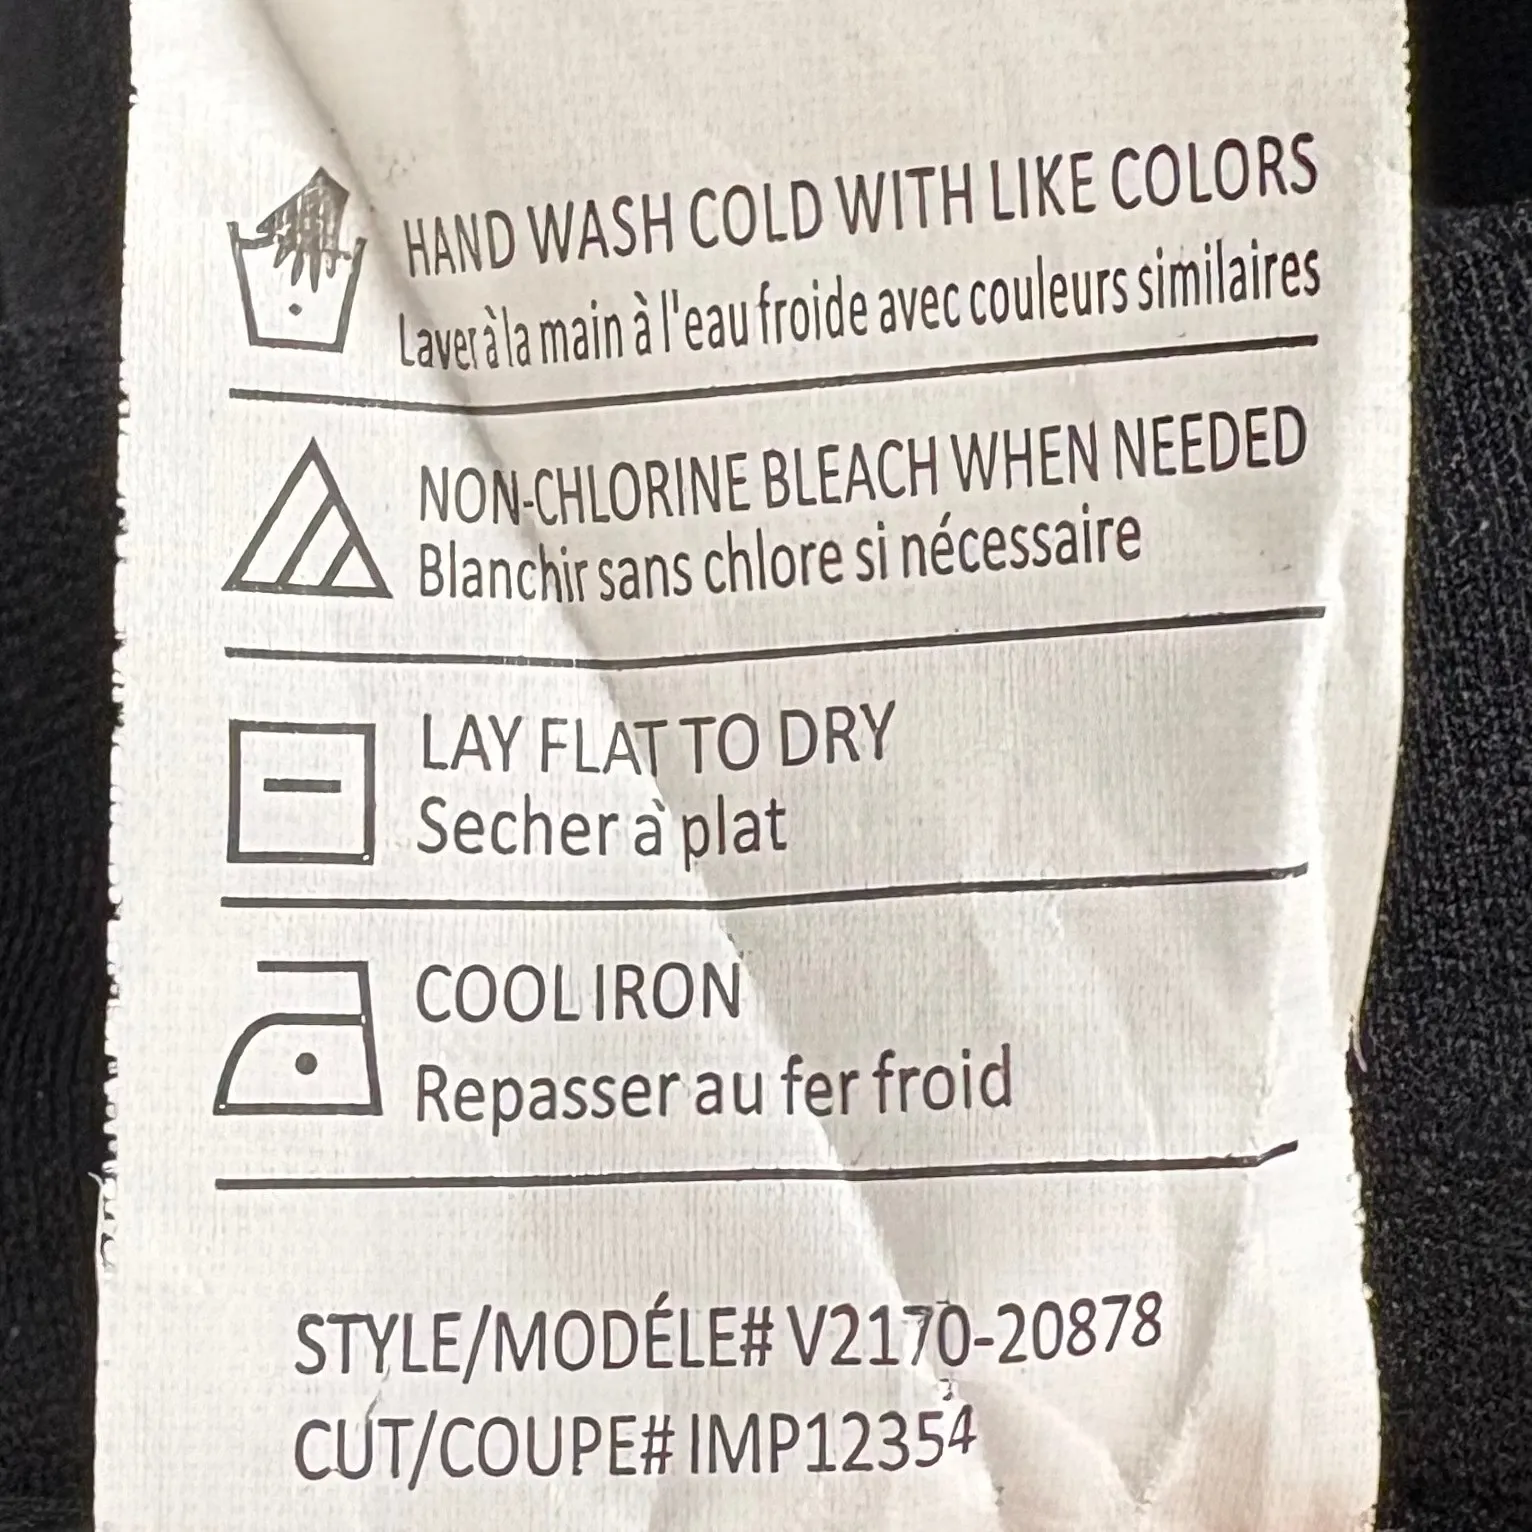 HAND WASH COLD WITH LIKE COLORS
Laver à la main à l'eau froide avec couleurs similaires
NON-CHLORINE BLEACH WHEN NEEDED
Blanchir sans chlore si nécessaire
LAY FLAT TO DRY
Secher à plat
COOL IRON
Repasser au fer froid
STYLE/MODÉLE# V2170-20878
CUT/COUPE# IMP12354